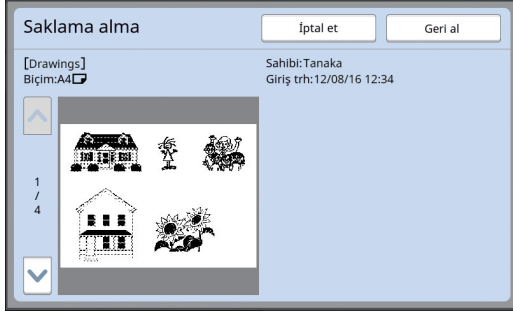 Saklama alma
İptal et
Geri al
[Drawings]
Biçim:A4
Sahibi:Tanaka
Giriş trh:12/08/16 12:34
1
/
4